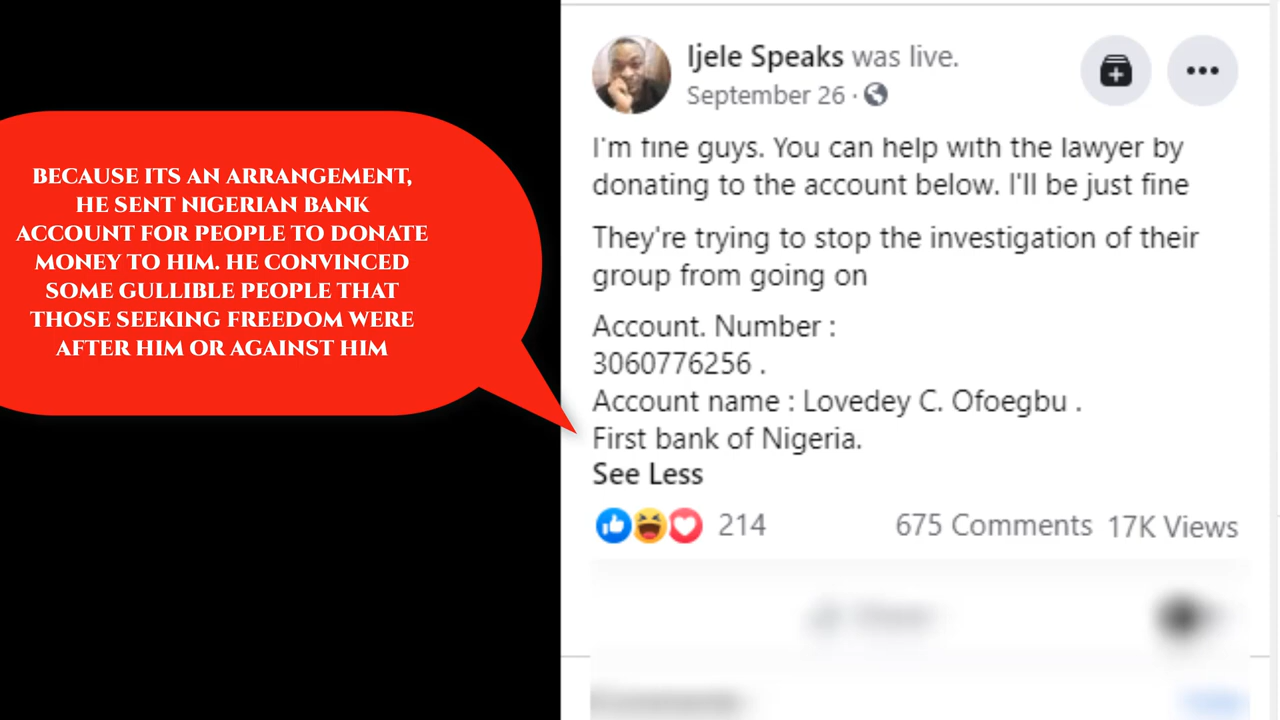 BECAUSE ITS AN ARRANGEMENT,
HE SENT NIGERIAN BANK
ACCOUNT FOR PEOPLE TO DONATE
MONEY TO HIM. HE CONVINCED
SOME GULLIBLE PEOPLE THAT
THOSE SEEKING FREEDOM WERE
AFTER HIM OR AGAINST HIM
Ijele Speaks was live.
September 26 ·
I'm fine guys. You can help with the lawyer by
donating to the account below. I'll be just fine
They're trying to stop the investigation of their
group from going on
Account. Number :
3060776256 .
Account name : Lovedey C. Ofoegbu .
First bank of Nigeria.
See Less
214 675 Comments 17K Views